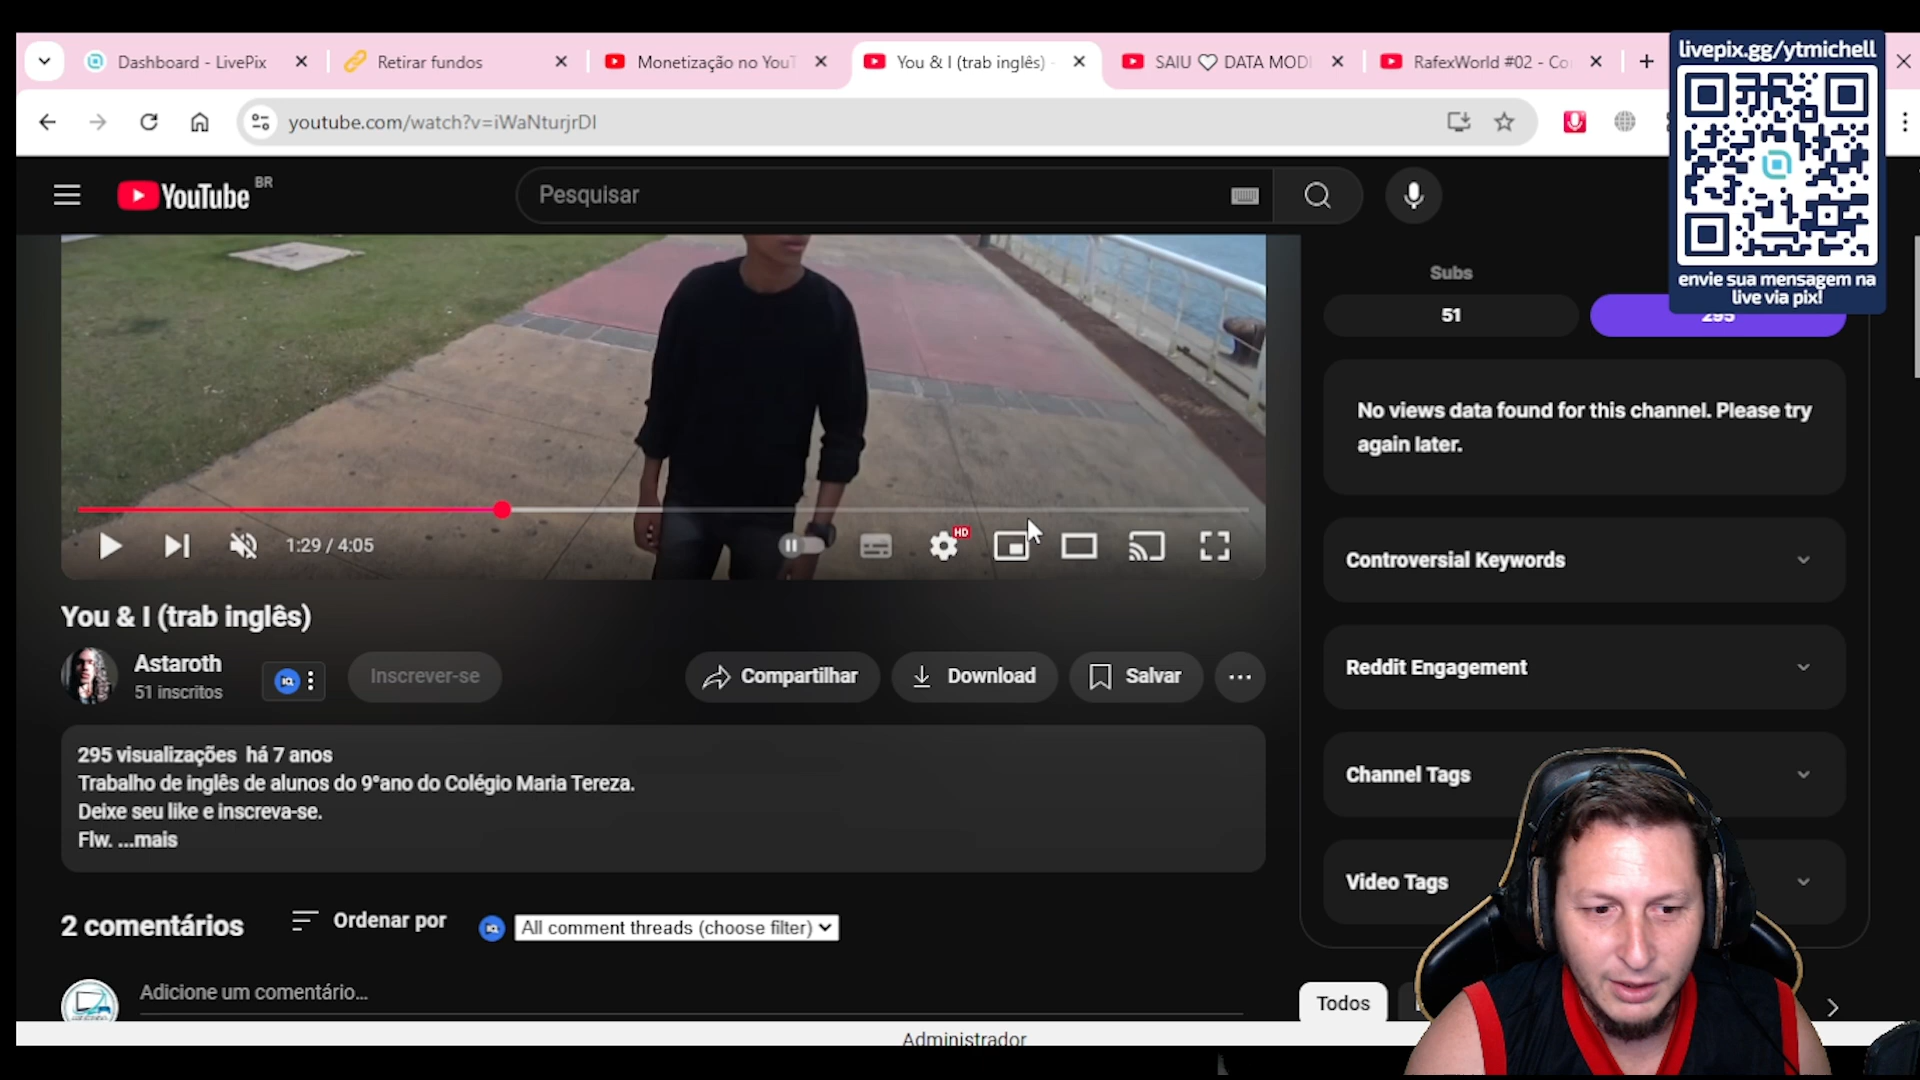 Dashboard - LivePix
Retirar fundos
Monetização no YouT
You & I (trab inglês) -
SAIU ♡ DATA MOD
RafexWorld #02 - Co
livepix.gg/ytmichell
youtube.com/watch?v=iWaNturjrDI
YouTube BR
Pesquisar
envie sua mensagem na
live via pix!
Subs
51
295
No views data found for this channel. Please try
again later.
HD
1:29 / 4:05
Controversial Keywords
You & I (trab inglês)
Reddit Engagement
Astaroth
51 inscritos
Inscrever-se
Compartilhar
Download
Salvar
295 visualizações há 7 anos
Trabalho de inglês de alunos do 9°ano do Colégio Maria Tereza.
Deixe seu like e inscreva-se.
Flw. ...mais
Channel Tags
Video Tags
2 comentários
Ordenar por
All comment threads (choose filter)
Adicione um comentário...
Todos
Administrador